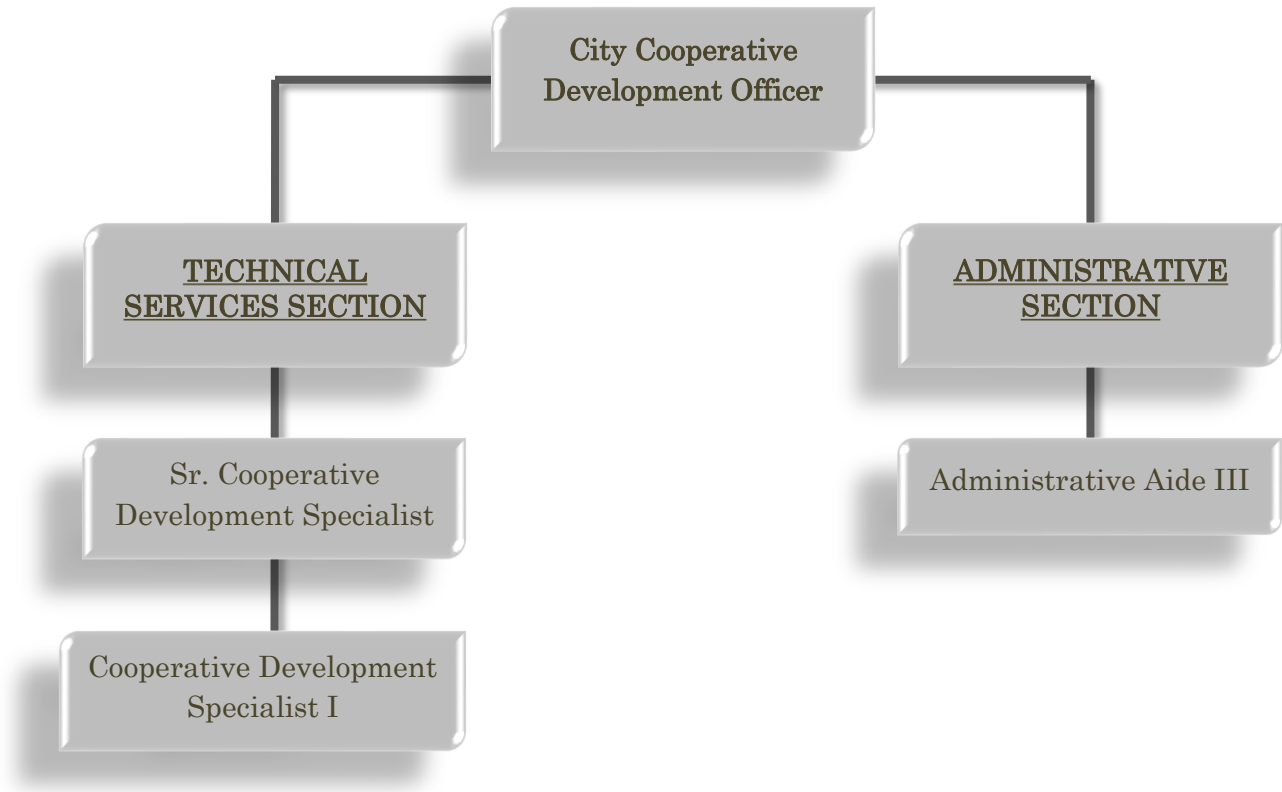 City Cooperative
Development Officer
TECHNICAL
SERVICES SECTION
ADMINISTRATIVE
SECTION
Sr. Cooperative
Development Specialist
Administrative Aide III
Cooperative Development
Specialist I